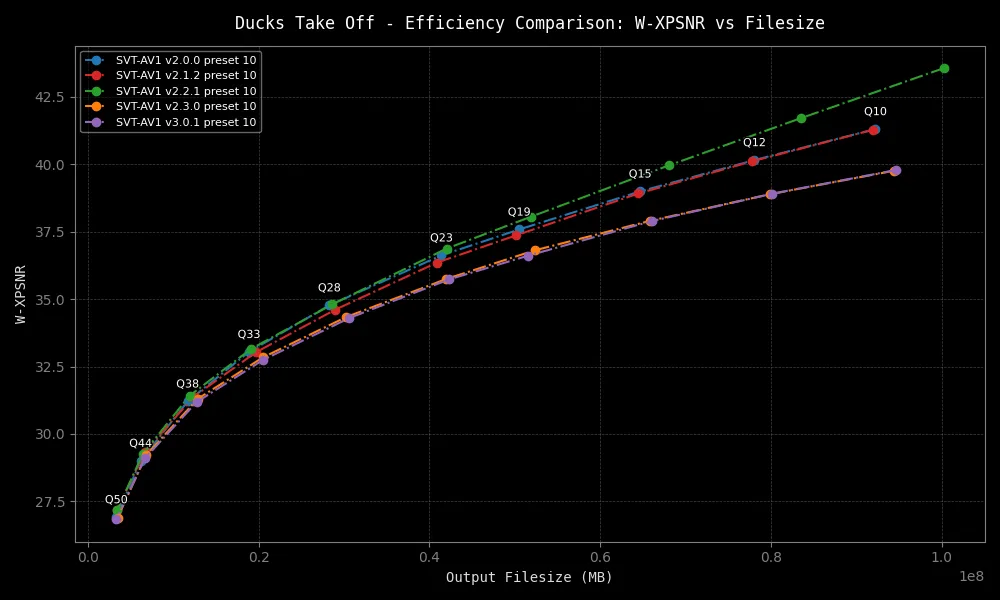 Ducks Take Off - Efficiency Comparison: W-XPSNR vs Filesize
SVT-AV1 v2.0.0 preset 10
SVT-AV1 v2.1.2 preset 10
SVT-AV1 v2.2.1 preset 10
SVT-AV1 v2.3.0 preset 10
SVT-AV1 v3.0.1 preset 10
Q10
Q12
Q15
Q19
Q23
Q28
Q33
Q38
Q44
Q50
42.5
40.0
37.5
35.0
32.5
30.0
27.5
W-XPSNR
0.0 0.2 0.4 0.6 0.8 1.0
1e8
Output Filesize (MB)